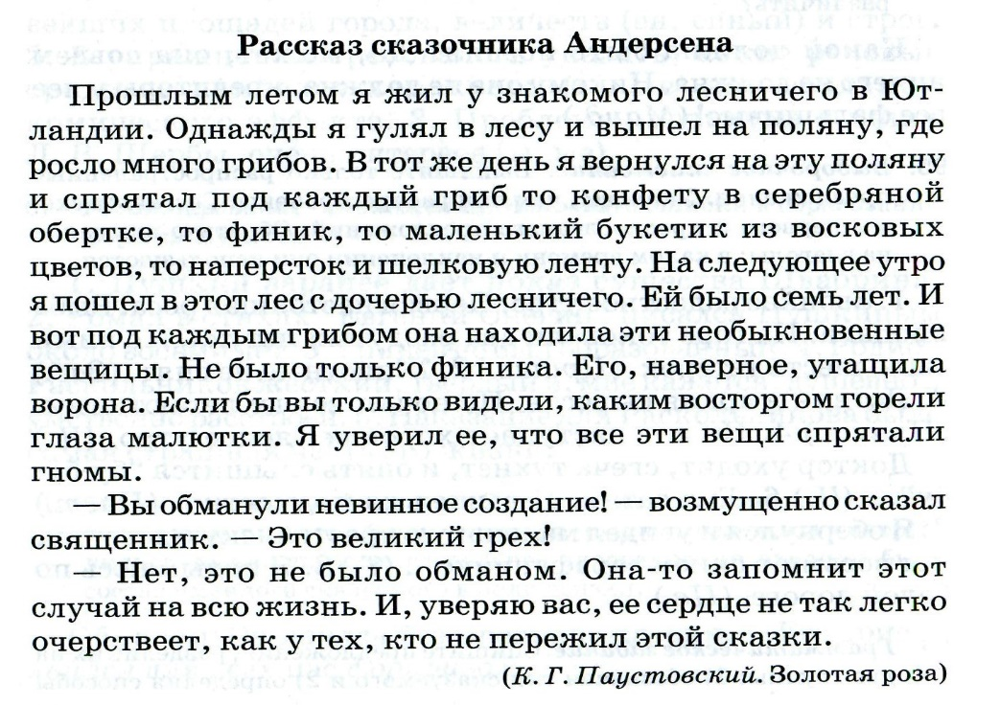 Рассказ сказочника Андерсена
Прошлым летом я жил у знакомого лесничего в Ют-
ландии. Однажды я гулял в лесу и вышел на поляну, где
росло много грибов. В тот же день я вернулся на эту поляну
и спрятал под каждый гриб то конфету в серебряной
обертке, то финик, то маленький букетик из восковых
цветов, то наперсток и шелковую ленту. На следующее утро
я пошел в этот лес с дочерью лесничего. Ей было семь лет. И
вот под каждым грибом она находила эти необыкновенные
вещицы. Не было только финика. Его, наверное, утащила
ворона. Если бы вы только видели, каким восторгом горели
глаза малютки. Я уверил ее, что все эти вещи спрятали
гномы.
— Вы обманули невинное создание! — возмущенно сказал
священник. — Это великий грех!
— Нет, это не было обманом. Она-то запомнит этот
случай на всю жизнь. И, уверяю вас, ее сердце не так легко
очерствеет, как у тех, кто не пережил этой сказки.
(К. Г. Паустовский. Золотая роза)